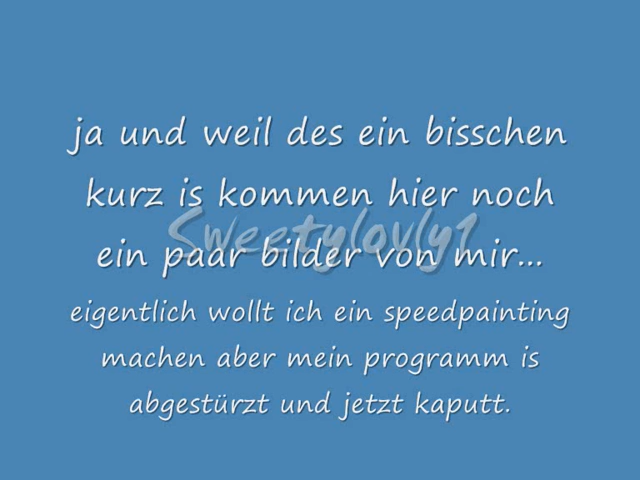 ja und weil des ein bisschen
kurz is kommen hier noch
Sweetylovly1
ein paar bilder von mir...
eigentlich wollt ich ein speedpainting
machen aber mein programm is
abgestürzt und jetzt kaputt.